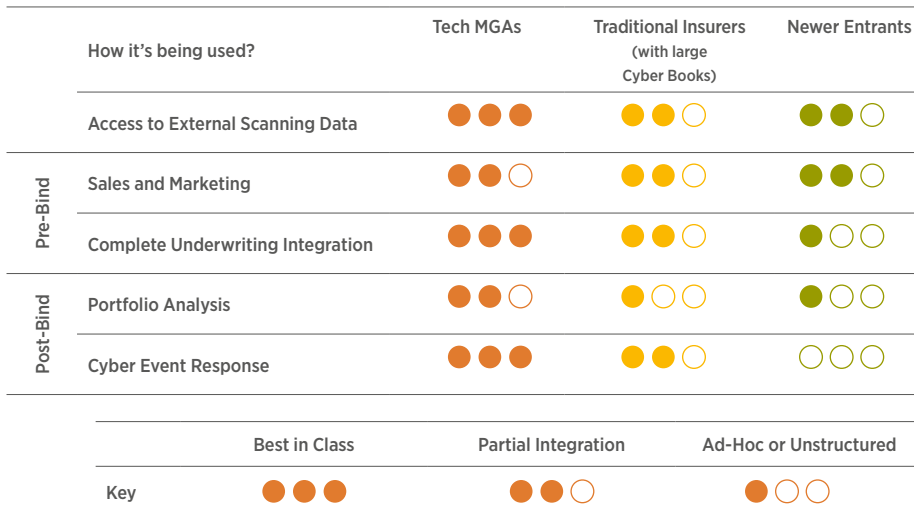 How it’s being used?
Tech MGAs
Traditional Insurers
(with large
Cyber Books)
Newer Entrants
Access to External Scanning Data
Pre-Bind
Sales and Marketing
Complete Underwriting Integration
Post-Bind
Portfolio Analysis
Cyber Event Response
Best in Class
Partial Integration
Ad-Hoc or Unstructured
Key